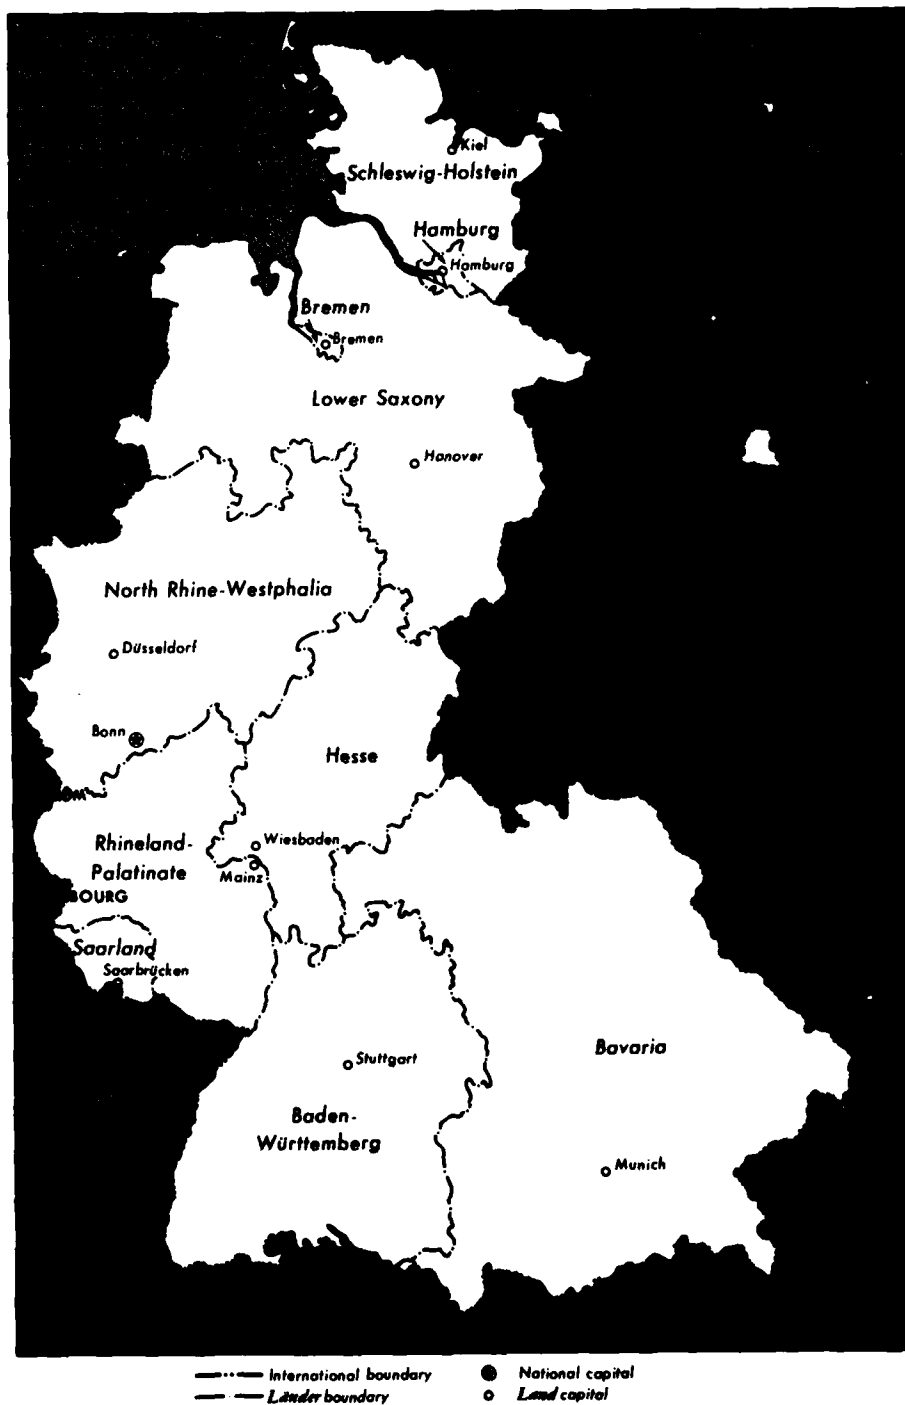 Kiel
Schleswig-Holstein
Hamburg
Hamburg
Bremen
Bremen
Lower Saxony
Hanover
North Rhine-Westphalia
Düsseldorf
Bonn
Hesse
Wiesbaden
Rhineland-
Palatinate
Mainz
BOURG
Saarland
Saarbrücken
Bavaria
Stuttgart
Baden-
Württemberg
Munich
International boundary
National capital
Länder boundary
Land capital